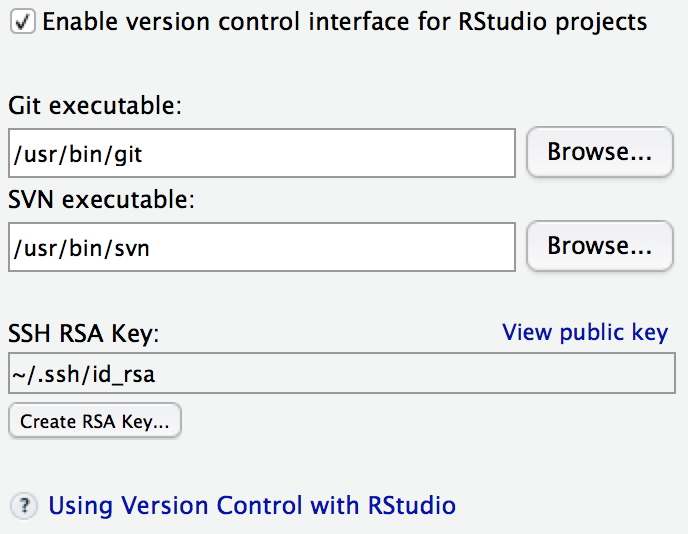 Enable version control interface for RStudio projects
Git executable:
/usr/bin/git Browse...
SVN executable:
/usr/bin/svn Browse...
SSH RSA Key: View public key
~/.ssh/id_rsa
Create RSA Key...
? Using Version Control with RStudio